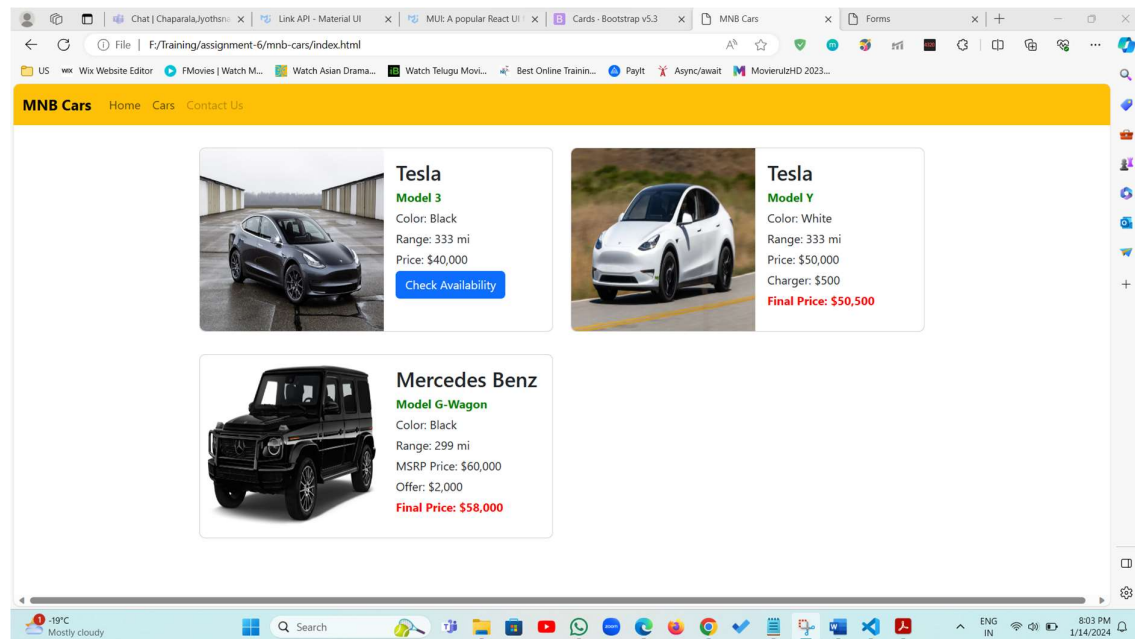 Chat | Chaparala,Jyothsna
Link API - Material UI
MUI: A popular React UI
Cards · Bootstrap v5.3
MNB Cars
Forms
File | F:/Training/assignment-6/mnb-cars/index.html
US
WIX Wix Website Editor
FMovies | Watch M...
Watch Asian Drama...
Watch Telugu Movi...
Best Online Trainin...
PayIt
Async/await
MovierulzHD 2023...
MNB Cars Home Cars Contact Us
Tesla
Model 3
Color: Black
Range: 333 mi
Price: $40,000
Check Availability
Tesla
Model Y
Color: White
Range: 333 mi
Price: $50,000
Charger: $500
Final Price: $50,500
Mercedes Benz
Model G-Wagon
Color: Black
Range: 299 mi
MSRP Price: $60,000
Offer: $2,000
Final Price: $58,000
1
-19°C
Mostly cloudy
Search
ENG
IN
8:03 PM
1/14/2024